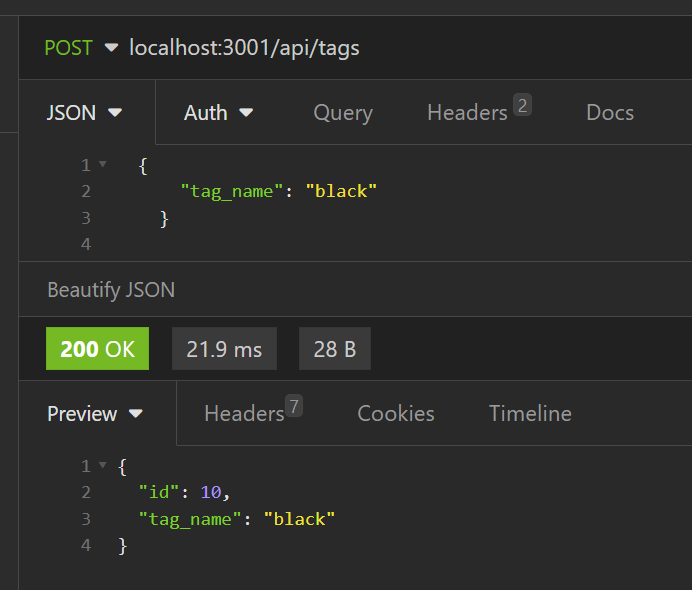 POST localhost:3001/api/tags
JSON Auth Query Headers 2 Docs
1 {
2 "tag_name": "black"
3 }
4
Beautify JSON
200 OK 21.9 ms 28 B
Preview Headers 7 Cookies Timeline
1 {
2 "id": 10,
3 "tag_name": "black"
4 }